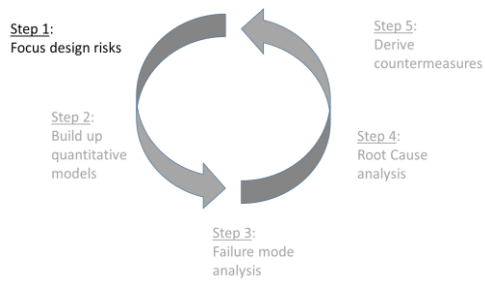 Step 1:
Focus design risks
Step 2:
Build up
quantitative
models
Step 3:
Failure mode
analysis
Step 4:
Root Cause
analysis
Step 5:
Derive
countermeasures